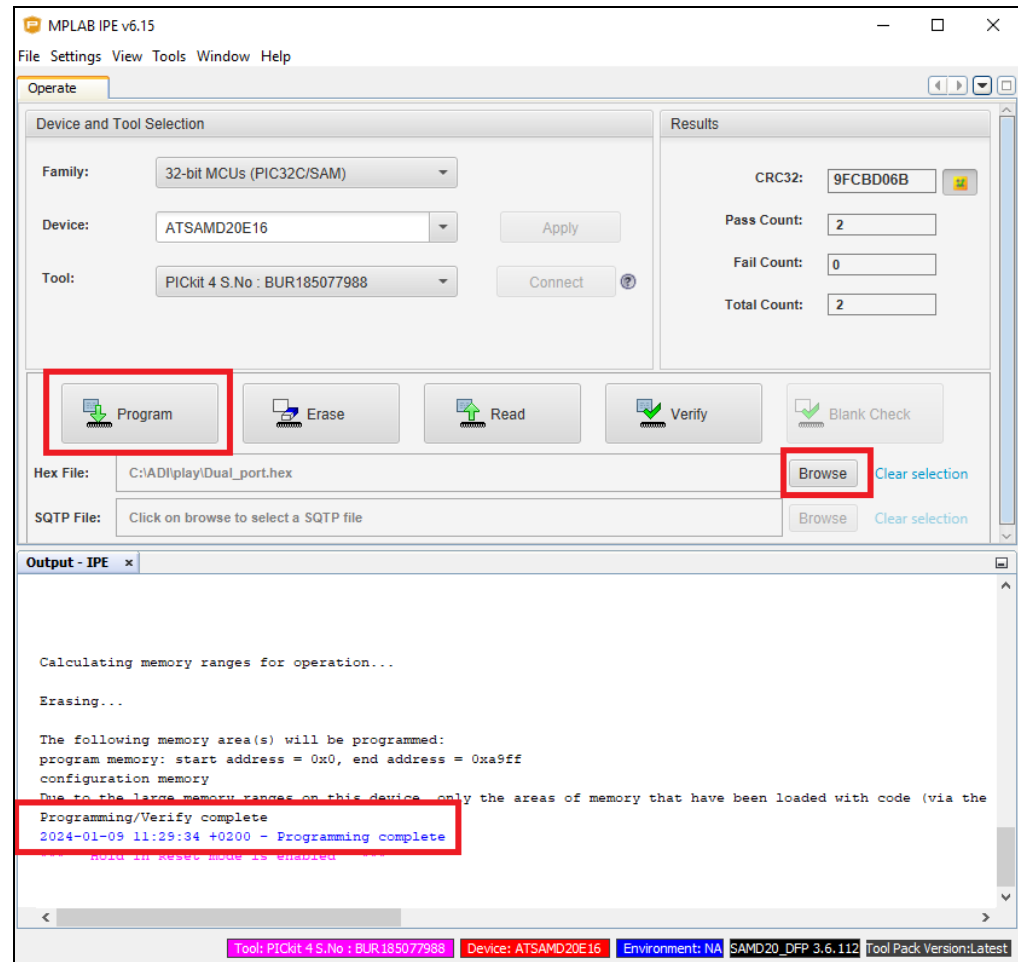 MPLAB IPE v6.15
File Settings View Tools Window Help
Operate
Device and Tool Selection
Family: 32-bit MCUs (PIC32C/SAM)
Device: ATSAMD20E16 Apply
Tool: PICkit 4 S.No : BUR185077988 Connect ?
Results
CRC32: 9FCBD06B
Pass Count: 2
Fail Count: 0
Total Count: 2
Program Erase Read Verify Blank Check
Hex File: C:\ADI\play\Dual_port.hex Browse Clear selection
SQTP File: Click on browse to select a SQTP file Browse Clear selection
Output - IPE x
Calculating memory ranges for operation...
Erasing...
The following memory area(s) will be programmed:
program memory: start address = 0x0, end address = 0xa9ff
configuration memory
Due to the large memory ranges on this device, only the areas of memory that have been loaded with code (via the
Programming/Verify complete
2024-01-09 11:29:34 +0200 - Programming complete
*** Hold in Reset mode is enabled ***
Tool: PICkit 4 S.No : BUR185077988 Device: ATSAMD20E16 Environment: NA SAMD20_DFP 3.6.112 Tool Pack Version:Latest